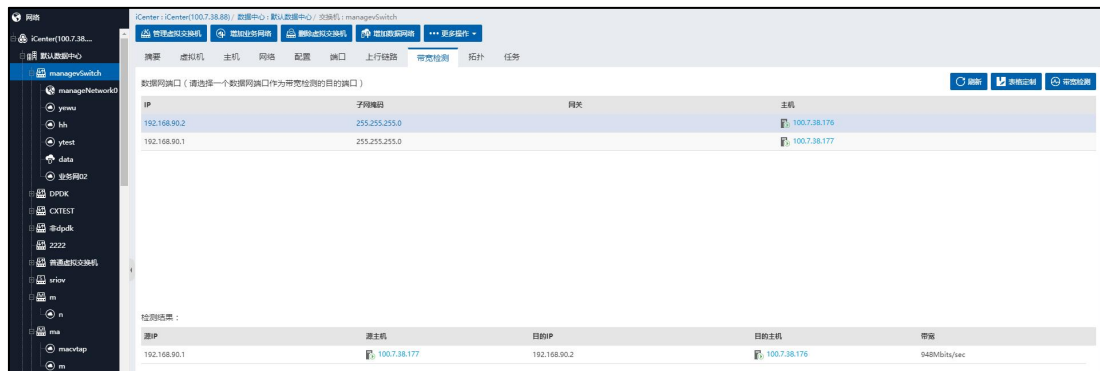 网络
iCenter : iCenter(100.7.38.88) / 数据中心 : 默认数据中心 / 交换机 : managevSwitch
iCenter(100.7.38....
管理虚拟交换机 增加业务网络 删除虚拟交换机 增加数据网络 ••• 更多操作
默认数据中心
摘要 虚拟机 主机 网络 配置 端口 上行链路 带宽检测 拓扑 任务
managevSwitch
manageNetwork0
yewu
hh
ytest
data
业务网02
DPDK
CXTEST
非dpdk
2222
普通虚拟交换机
sriov
m
n
ma
macvtap
m
数据网端口 ( 请选择一个数据网端口作为带宽检测的目的端口 )
刷新 表格定制 带宽检测
IP 子网掩码 网关 主机
192.168.90.2 255.255.255.0 100.7.38.176
192.168.90.1 255.255.255.0 100.7.38.177
检测结果 :
源IP 源主机 目的IP 目的主机 带宽
192.168.90.1 100.7.38.177 192.168.90.2 100.7.38.176 948Mbits/sec